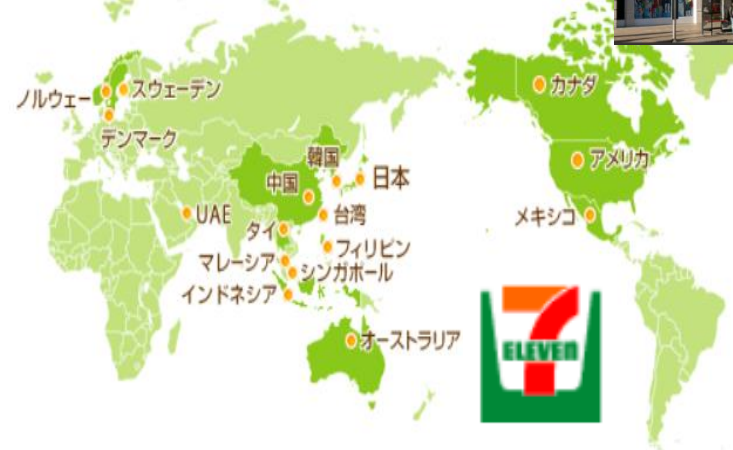 カナダ
ノルウェー
スウェーデン
デンマーク
韓国
アメリカ
中国
日本
UAE
台湾
メキシコ
タイ
フィリピン
マレーシア
シンガポール
インドネシア
オーストラリア
7
ELEVEn